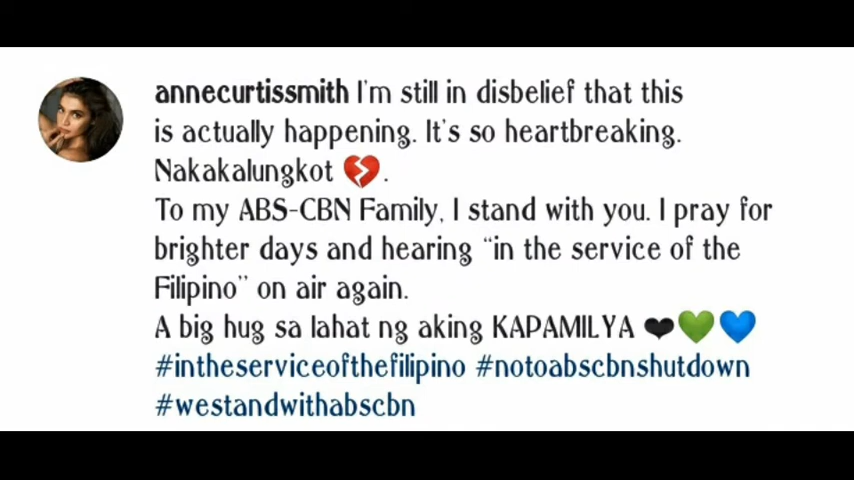 annecurtissmith I'm still in disbelief that this
is actually happening. It's so heartbreaking.
Nakakalungkot 💔.
To my ABS-CBN Family, I stand with you. I pray for
brighter days and hearing "in the service of the
Filipino" on air again.
A big hug sa lahat ng aking KAPAMILYA 🖤💚💙
#intheserviceofthefilipino #notoabscbnshutdown
#westandwithabscbn